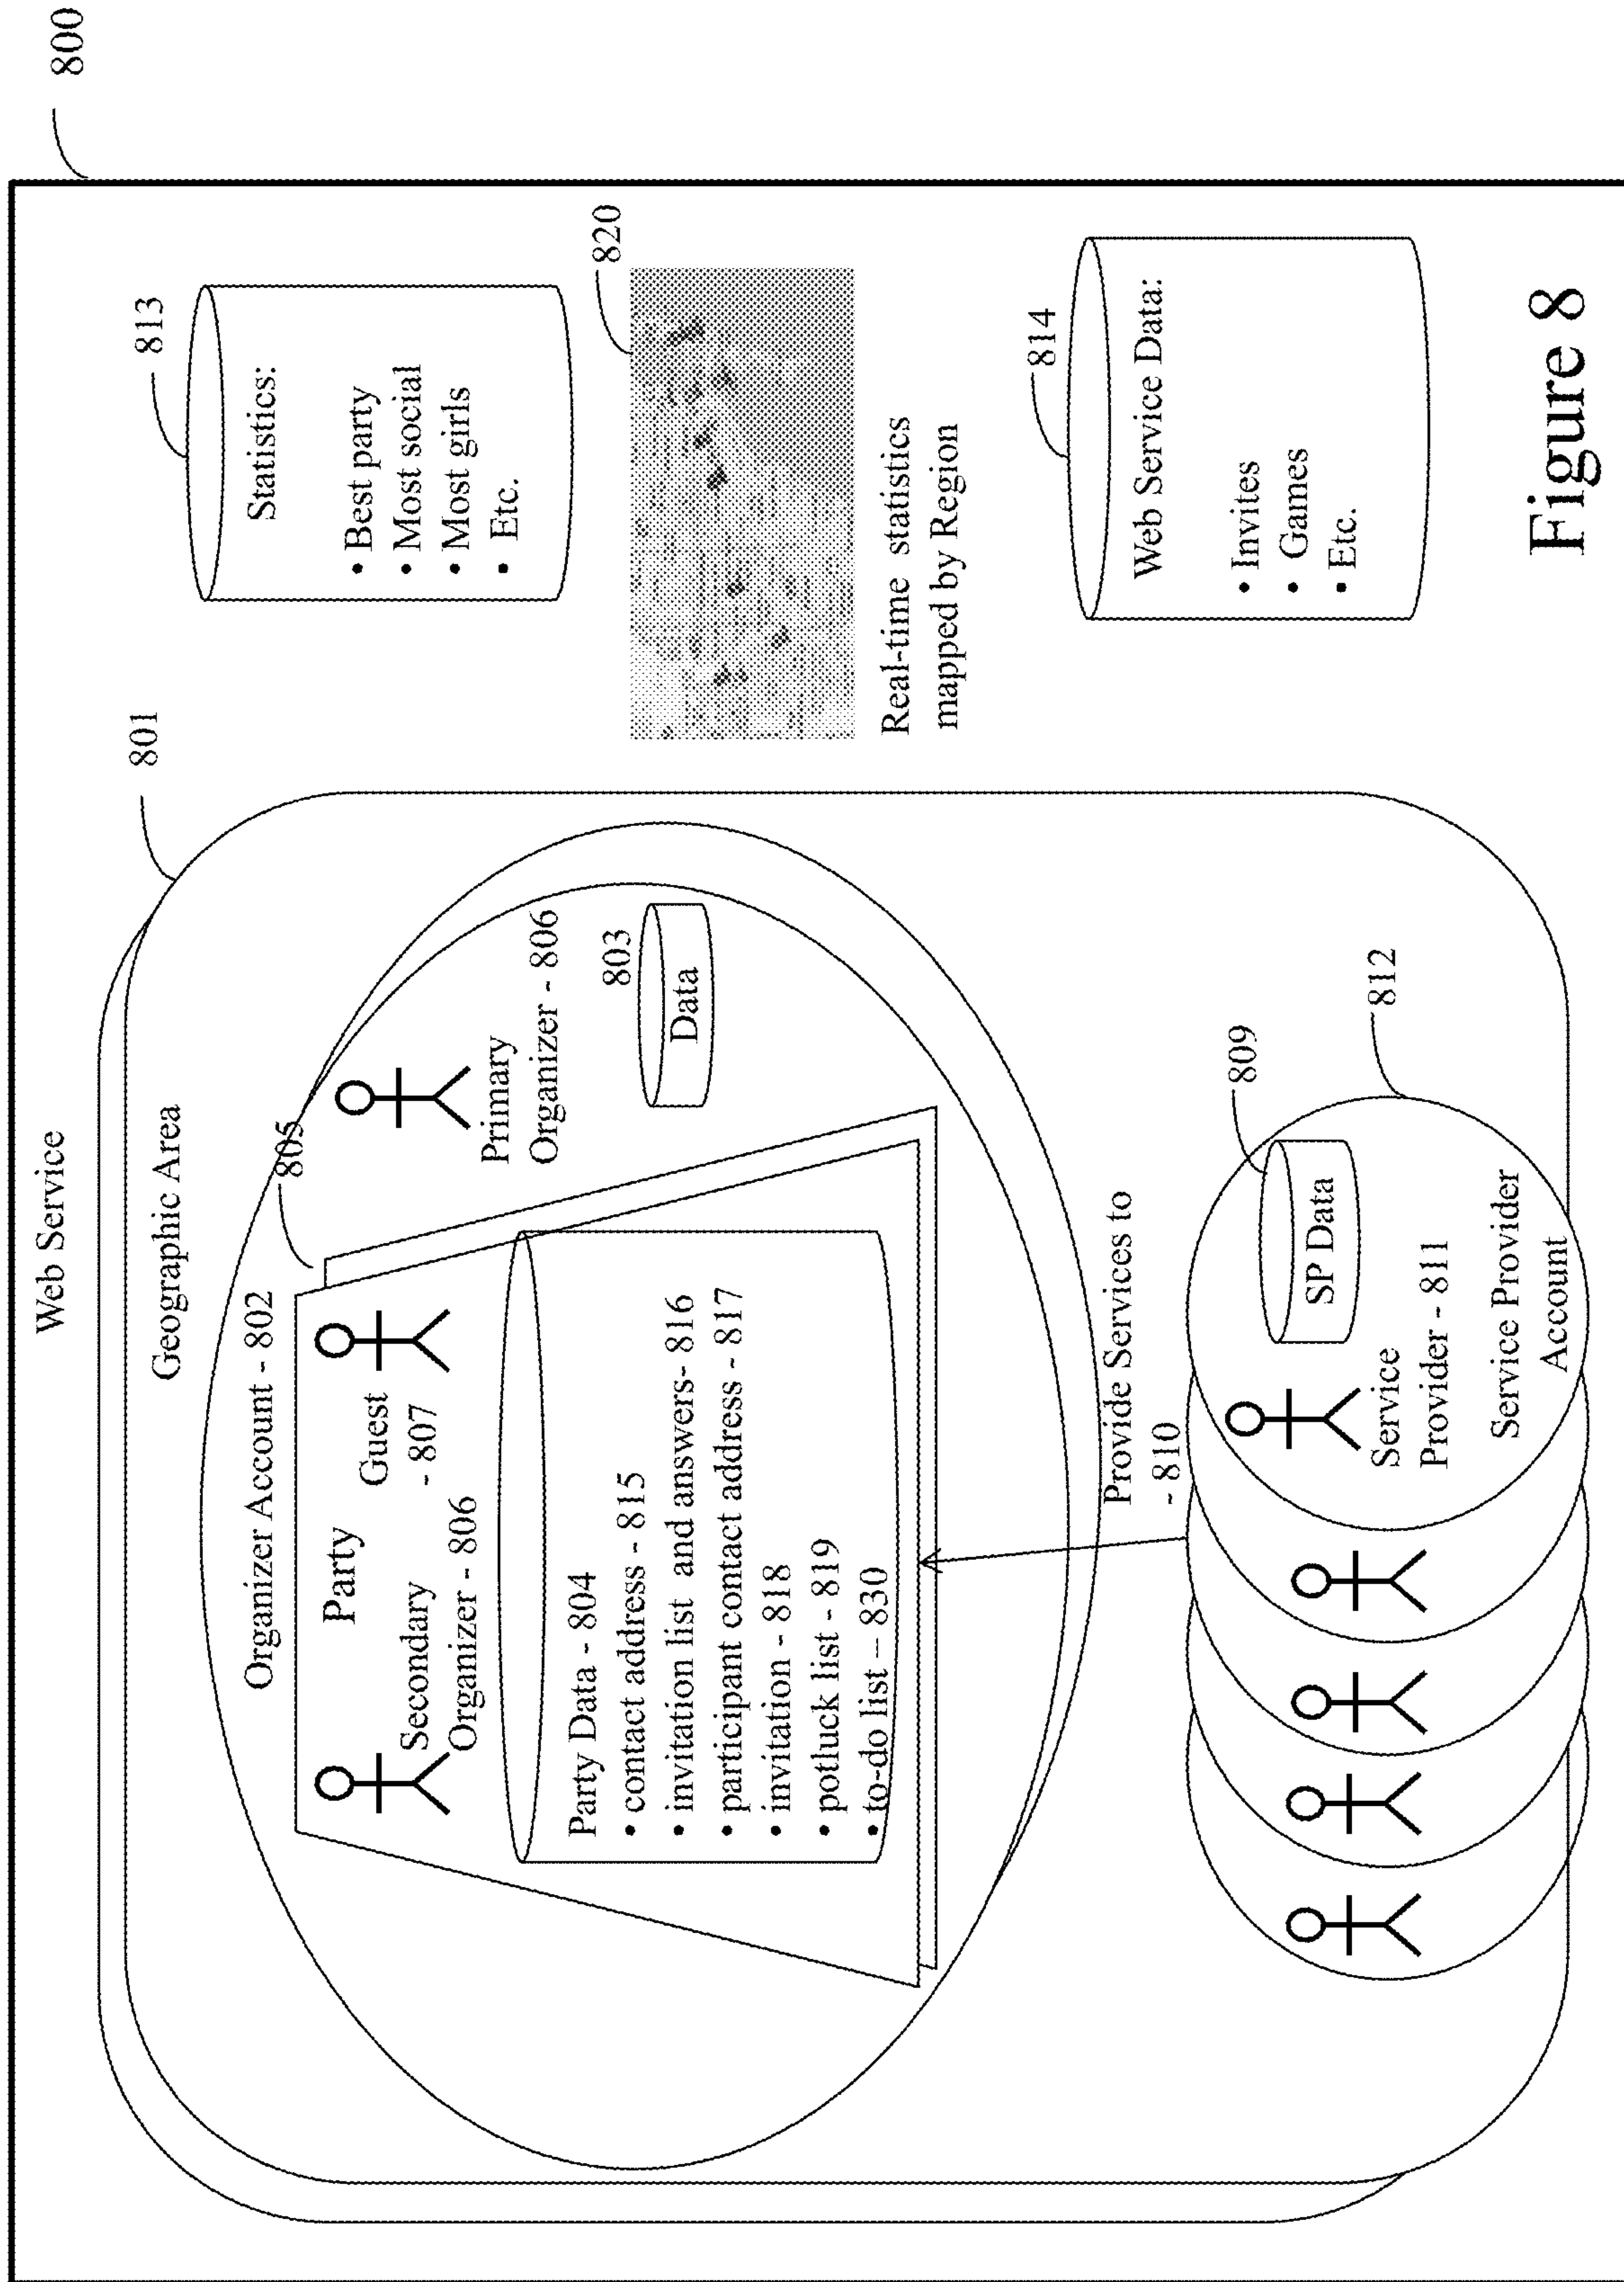 800
Web Service
801
Geographic Area
Organizer Account - 802
805
Party
Secondary
Organizer - 806
Guest
- 807
Primary
Organizer - 806
803
Data
Party Data - 804
• contact address - 815
• invitation list and answers- 816
• participant contact address - 817
• invitation - 818
• potluck list - 819
• to-do list – 830
Provide Services to
- 810
809
SP Data
812
Service
Provider - 811
Service Provider
Account
813
Statistics:
• Best party
• Most social
• Most girls
• Etc.
820
Real-time statistics
mapped by Region
814
Web Service Data:
• Invites
• Games
• Etc.
Figure 8